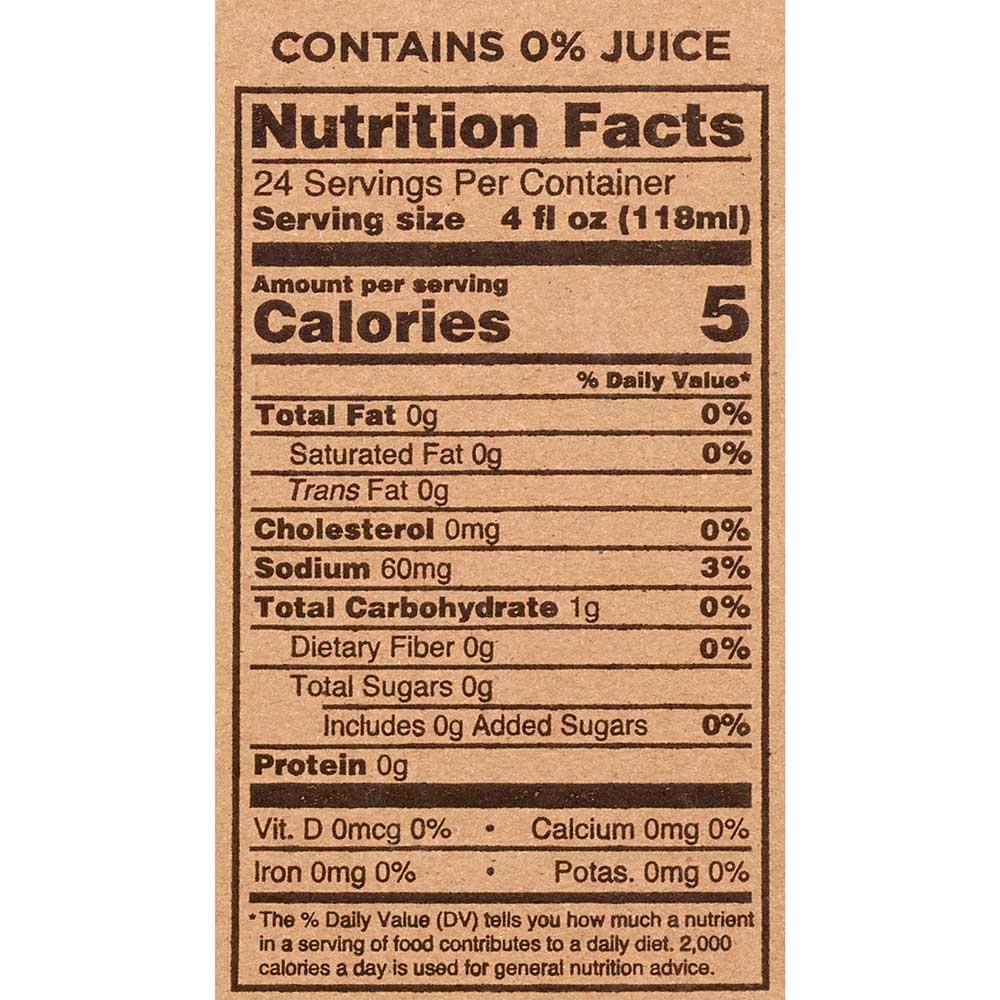 CONTAINS 0% JUICE
Nutrition Facts
24 Servings Per Container
Serving size 4 fl oz (118ml)
Amount per serving
Calories 5
% Daily Value*
Total Fat 0g 0%
Saturated Fat 0g 0%
Trans Fat 0g
Cholesterol 0mg 0%
Sodium 60mg 3%
Total Carbohydrate 1g 0%
Dietary Fiber 0g 0%
Total Sugars 0g
Includes 0g Added Sugars 0%
Protein 0g
Vit. D 0mcg 0% • Calcium 0mg 0%
Iron 0mg 0% • Potas. 0mg 0%
*The % Daily Value (DV) tells you how much a nutrient
in a serving of food contributes to a daily diet. 2,000
calories a day is used for general nutrition advice.